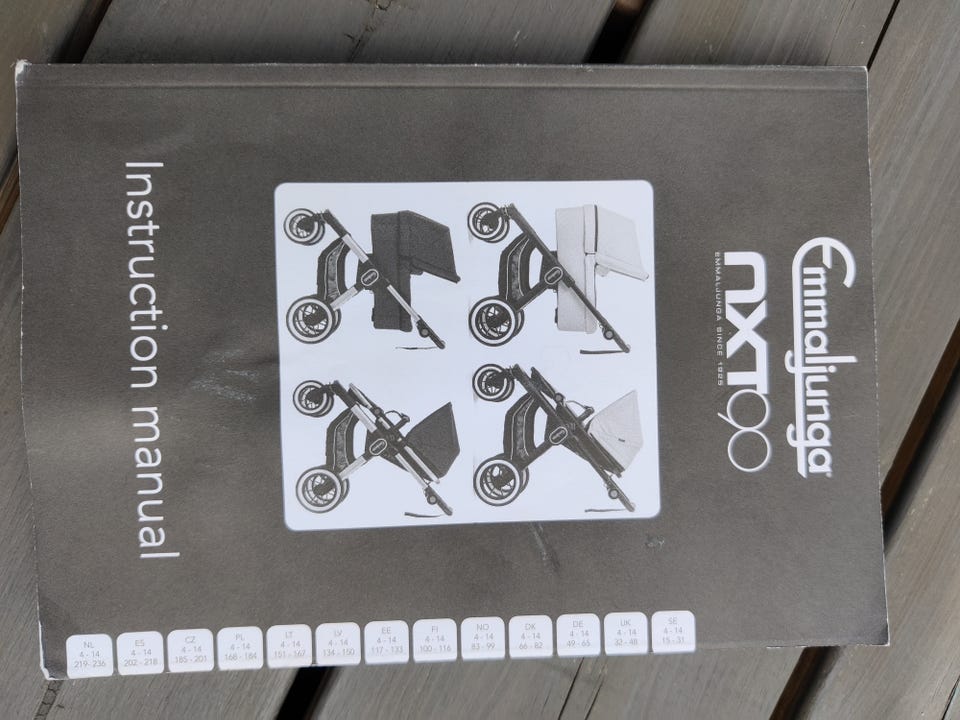 Emmaljunga
NXT90
EMMALJUNGA SINCE 1925
Instruction manual
SE
4 - 14
15 - 31
UK
4 - 14
32 - 48
DE
4 - 14
49 - 65
DK
4 - 14
66 - 82
NO
4 - 14
83 - 99
FI
4 - 14
100 - 116
EE
4 - 14
117 - 133
LV
4 - 14
134 - 150
LT
4 - 14
151 - 167
PL
4 - 14
168 - 184
CZ
4 - 14
185 - 201
ES
4 - 14
202 - 218
NL
4 - 14
219 - 236